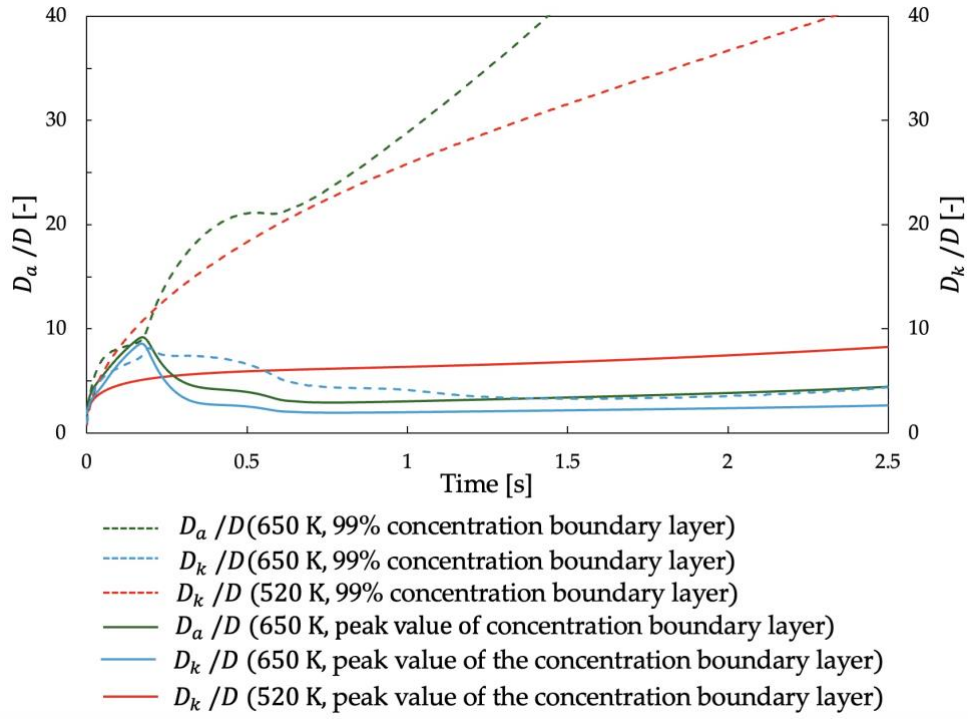 40
40
30
30
20
20
10
10
0
0
0
0.5
1
1.5
2
2.5
D_a /D [-]
D_k /D [-]
Time [s]
D_a /D(650 K, 99% concentration boundary layer)
D_k /D (650 K, 99% concentration boundary layer)
D_k /D (520 K, 99% concentration boundary layer)
D_a /D (650 K, peak value of concentration boundary layer)
D_k /D (650 K, peak value of the concentration boundary layer)
D_k /D (520 K, peak value of the concentration boundary layer)